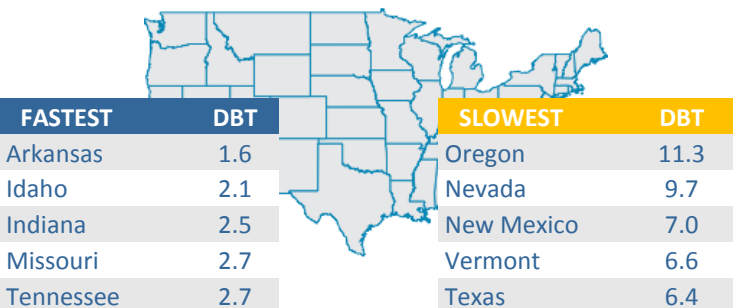 FASTEST DBT
Arkansas 1.6
Idaho 2.1
Indiana 2.5
Missouri 2.7
Tennessee 2.7
SLOWEST DBT
Oregon 11.3
Nevada 9.7
New Mexico 7.0
Vermont 6.6
Texas 6.4